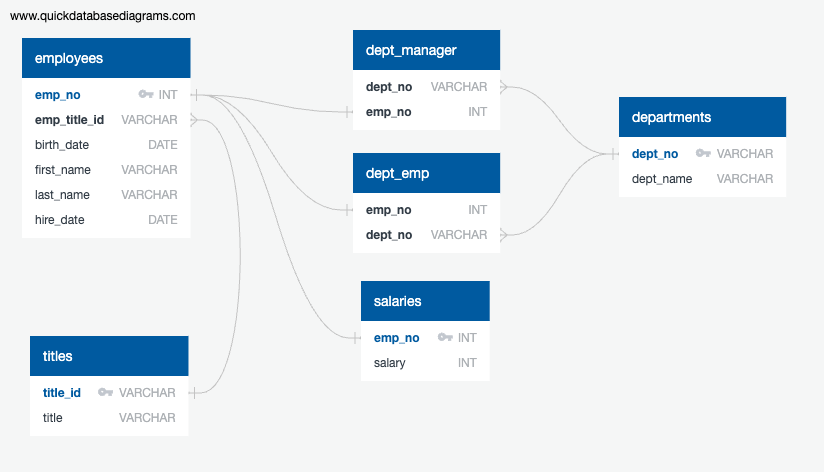 www.quickdatabasediagrams.com
employees
emp_no INT
emp_title_id VARCHAR
birth_date DATE
first_name VARCHAR
last_name VARCHAR
hire_date DATE
titles
title_id VARCHAR
title VARCHAR
dept_manager
dept_no VARCHAR
emp_no INT
dept_emp
emp_no INT
dept_no VARCHAR
salaries
emp_no INT
salary INT
departments
dept_no VARCHAR
dept_name VARCHAR